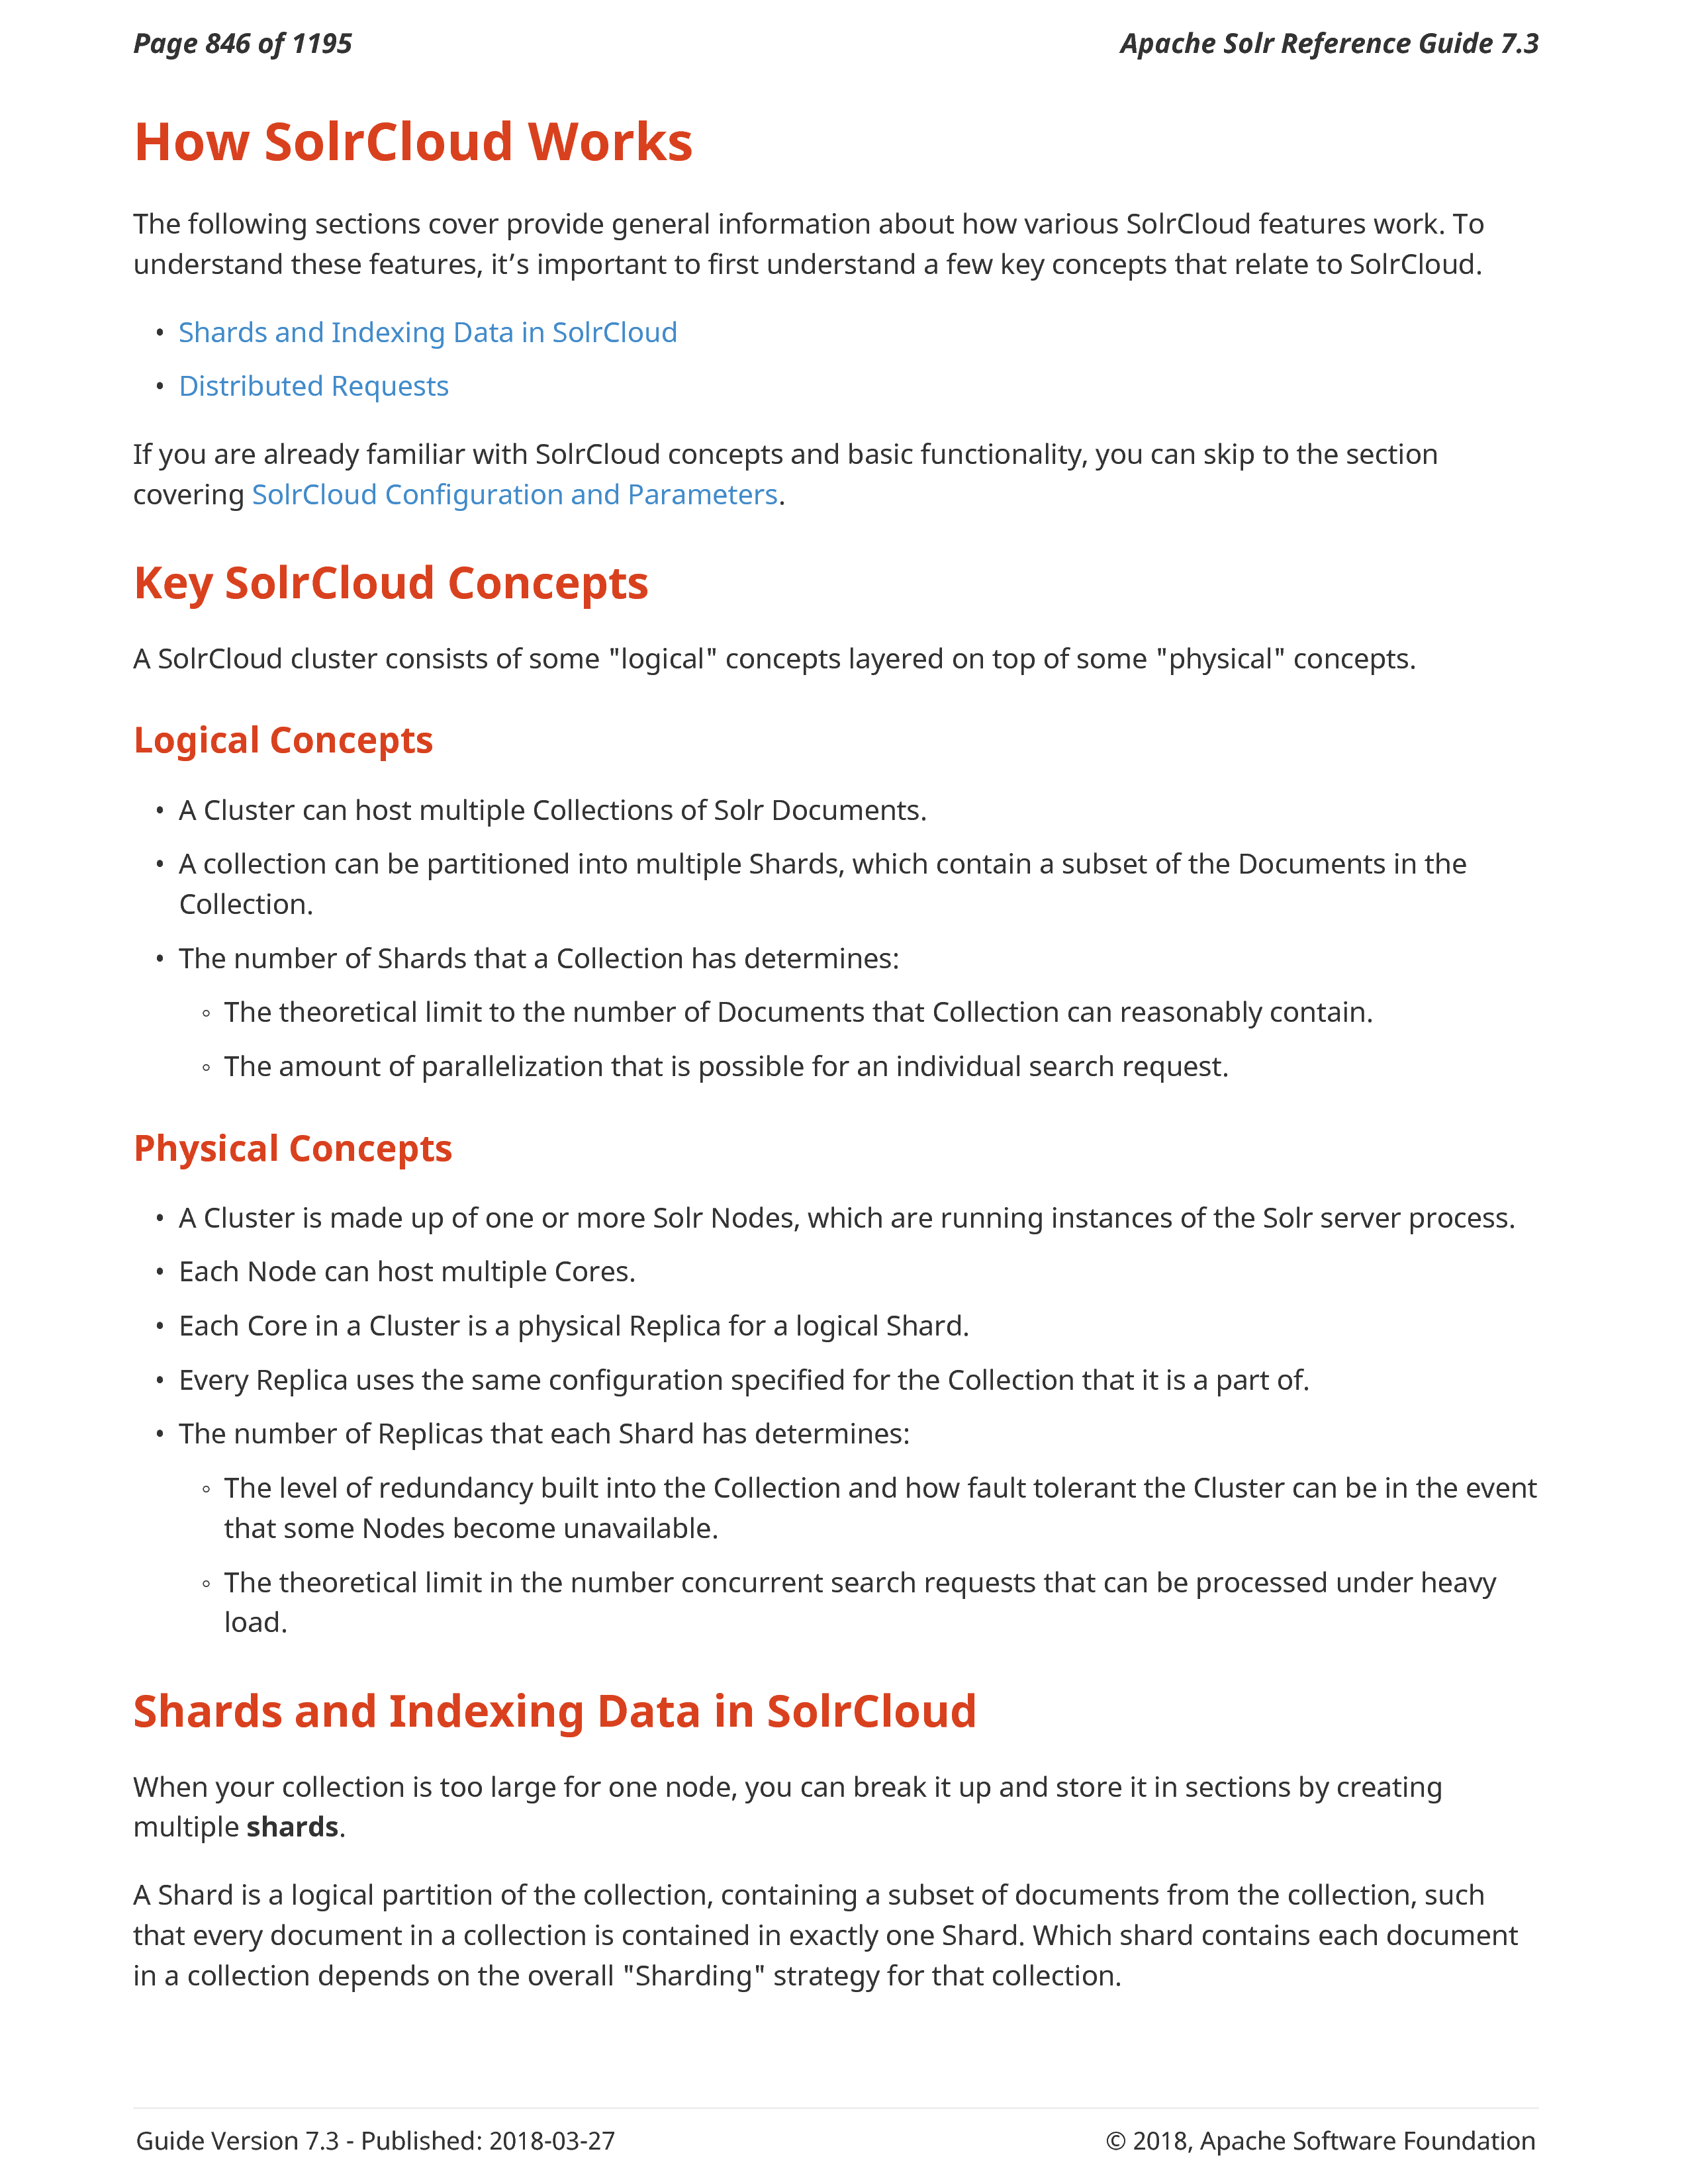 Page 846 of 1195
Apache Solr Reference Guide 7.3
How SolrCloud Works
The following sections cover provide general information about how various SolrCloud features work. To
understand these features, it’s important to first understand a few key concepts that relate to SolrCloud.
• Shards and Indexing Data in SolrCloud
• Distributed Requests
If you are already familiar with SolrCloud concepts and basic functionality, you can skip to the section
covering SolrCloud Configuration and Parameters.
Key SolrCloud Concepts
A SolrCloud cluster consists of some "logical" concepts layered on top of some "physical" concepts.
Logical Concepts
• A Cluster can host multiple Collections of Solr Documents.
• A collection can be partitioned into multiple Shards, which contain a subset of the Documents in the
Collection.
• The number of Shards that a Collection has determines:
◦ The theoretical limit to the number of Documents that Collection can reasonably contain.
◦ The amount of parallelization that is possible for an individual search request.
Physical Concepts
• A Cluster is made up of one or more Solr Nodes, which are running instances of the Solr server process.
• Each Node can host multiple Cores.
• Each Core in a Cluster is a physical Replica for a logical Shard.
• Every Replica uses the same configuration specified for the Collection that it is a part of.
• The number of Replicas that each Shard has determines:
◦ The level of redundancy built into the Collection and how fault tolerant the Cluster can be in the event
that some Nodes become unavailable.
◦ The theoretical limit in the number concurrent search requests that can be processed under heavy
load.
Shards and Indexing Data in SolrCloud
When your collection is too large for one node, you can break it up and store it in sections by creating
multiple shards.
A Shard is a logical partition of the collection, containing a subset of documents from the collection, such
that every document in a collection is contained in exactly one Shard. Which shard contains each document
in a collection depends on the overall "Sharding" strategy for that collection.
Guide Version 7.3 - Published: 2018-03-27
© 2018, Apache Software Foundation